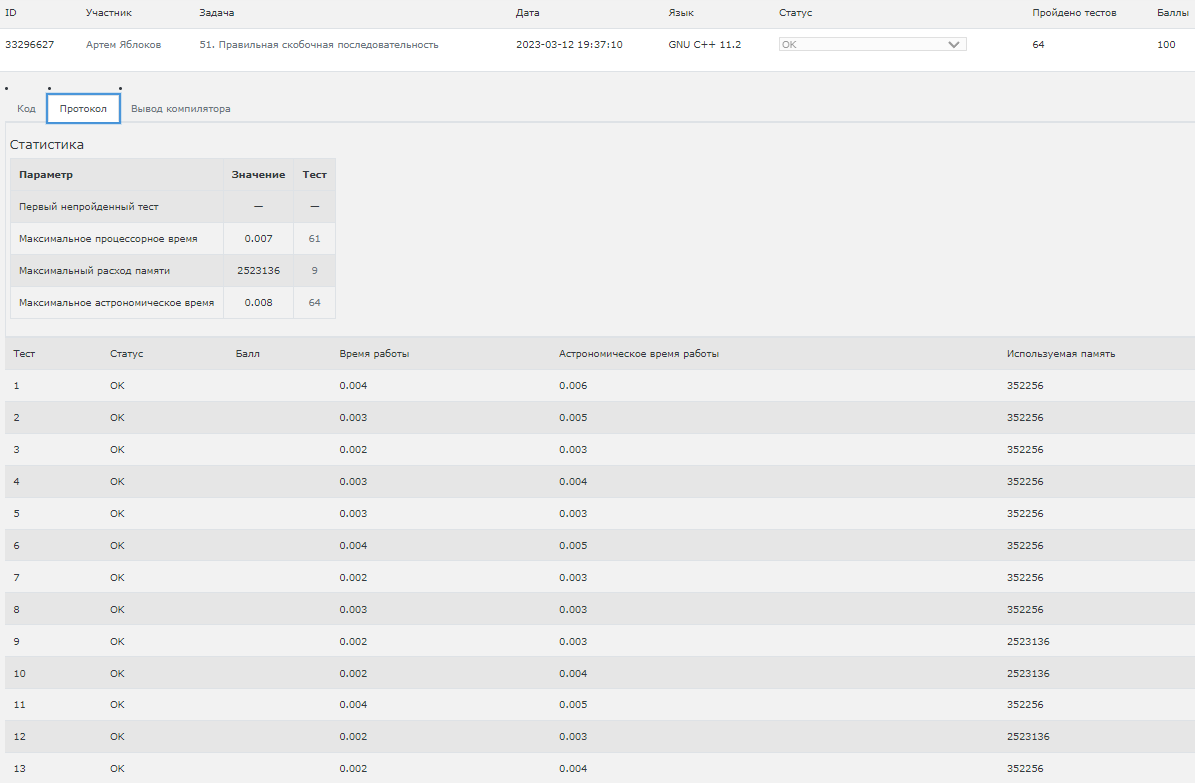 ID Участник Задача Дата Язык Статус Пройдено тестов Баллы
33296627 Артем Яблоков 51. Правильная скобочная последовательность 2023-03-12 19:37:10 GNU C++ 11.2 OK 64 100
Код Протокол Вывод компилятора
Статистика
Параметр Значение Тест
Первый непройденный тест — —
Максимальное процессорное время 0.007 61
Максимальный расход памяти 2523136 9
Максимальное астрономическое время 0.008 64
Тест Статус Балл Время работы Астрономическое время работы Используемая память
1 OK 0.004 0.006 352256
2 OK 0.003 0.005 352256
3 OK 0.002 0.003 352256
4 OK 0.003 0.004 352256
5 OK 0.003 0.003 352256
6 OK 0.004 0.005 352256
7 OK 0.002 0.003 352256
8 OK 0.003 0.003 352256
9 OK 0.002 0.003 2523136
10 OK 0.002 0.004 2523136
11 OK 0.004 0.005 352256
12 OK 0.002 0.003 2523136
13 OK 0.002 0.004 352256